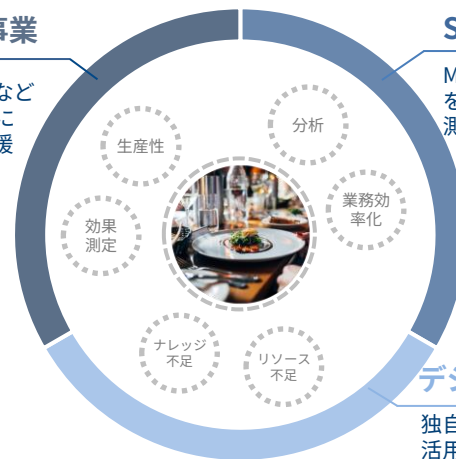 事業
など
に
援
S
M
を
測
分析
生産性
業務効
率化
効果
測定
ナレッジ
不足
リソース
不足
デジ
独自
活用